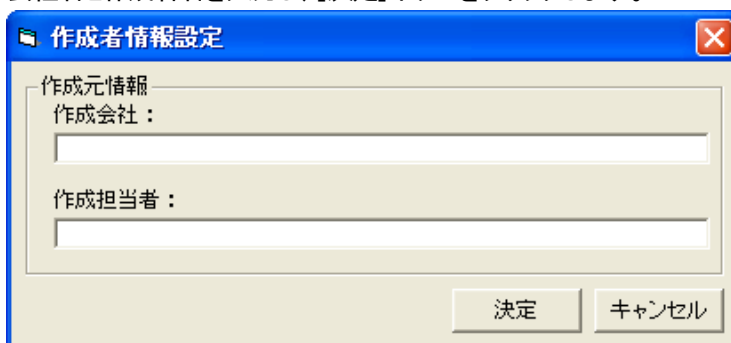 作成者情報設定
作成元情報
作成会社：
作成担当者：
決定 キャンセル